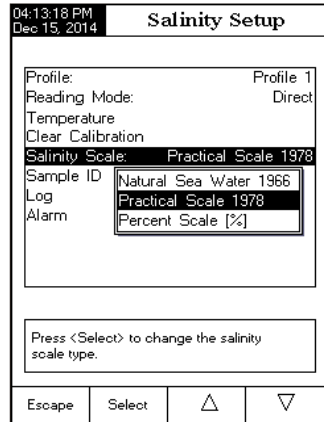 04:13:18 PM
Dec 15, 2014
Salinity Setup
Profile: Profile 1
Reading Mode: Direct
Temperature
Clear Calibration
Salinity Scale: Practical Scale 1978
Sample ID
Natural Sea Water 1966
Log
Practical Scale 1978
Alarm
Percent Scale [%]
Press <Select> to change the salinity
scale type.
Escape Select △ ▽